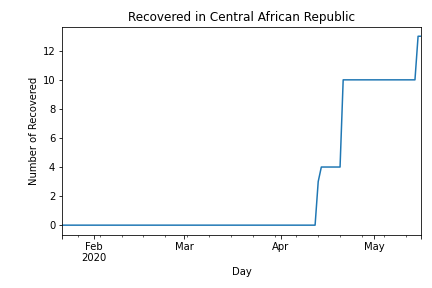 Recovered in Central African Republic
Number of Recovered
12
10
8
6
4
2
0
Feb
2020
Mar
Apr
May
Day